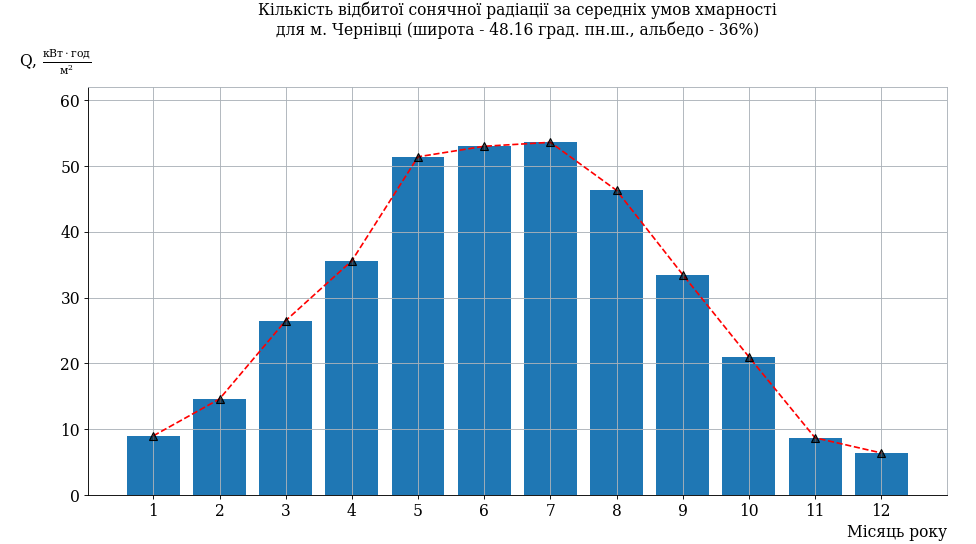 Кількість відбитої сонячної радіації за середніх умов хмарності
для м. Чернівці (широта - 48.16 град. пн.ш., альбедо - 36%)
Q, кВт · год / м²
60
50
40
30
20
10
0
1 2 3 4 5 6 7 8 9 10 11 12
Місяць року